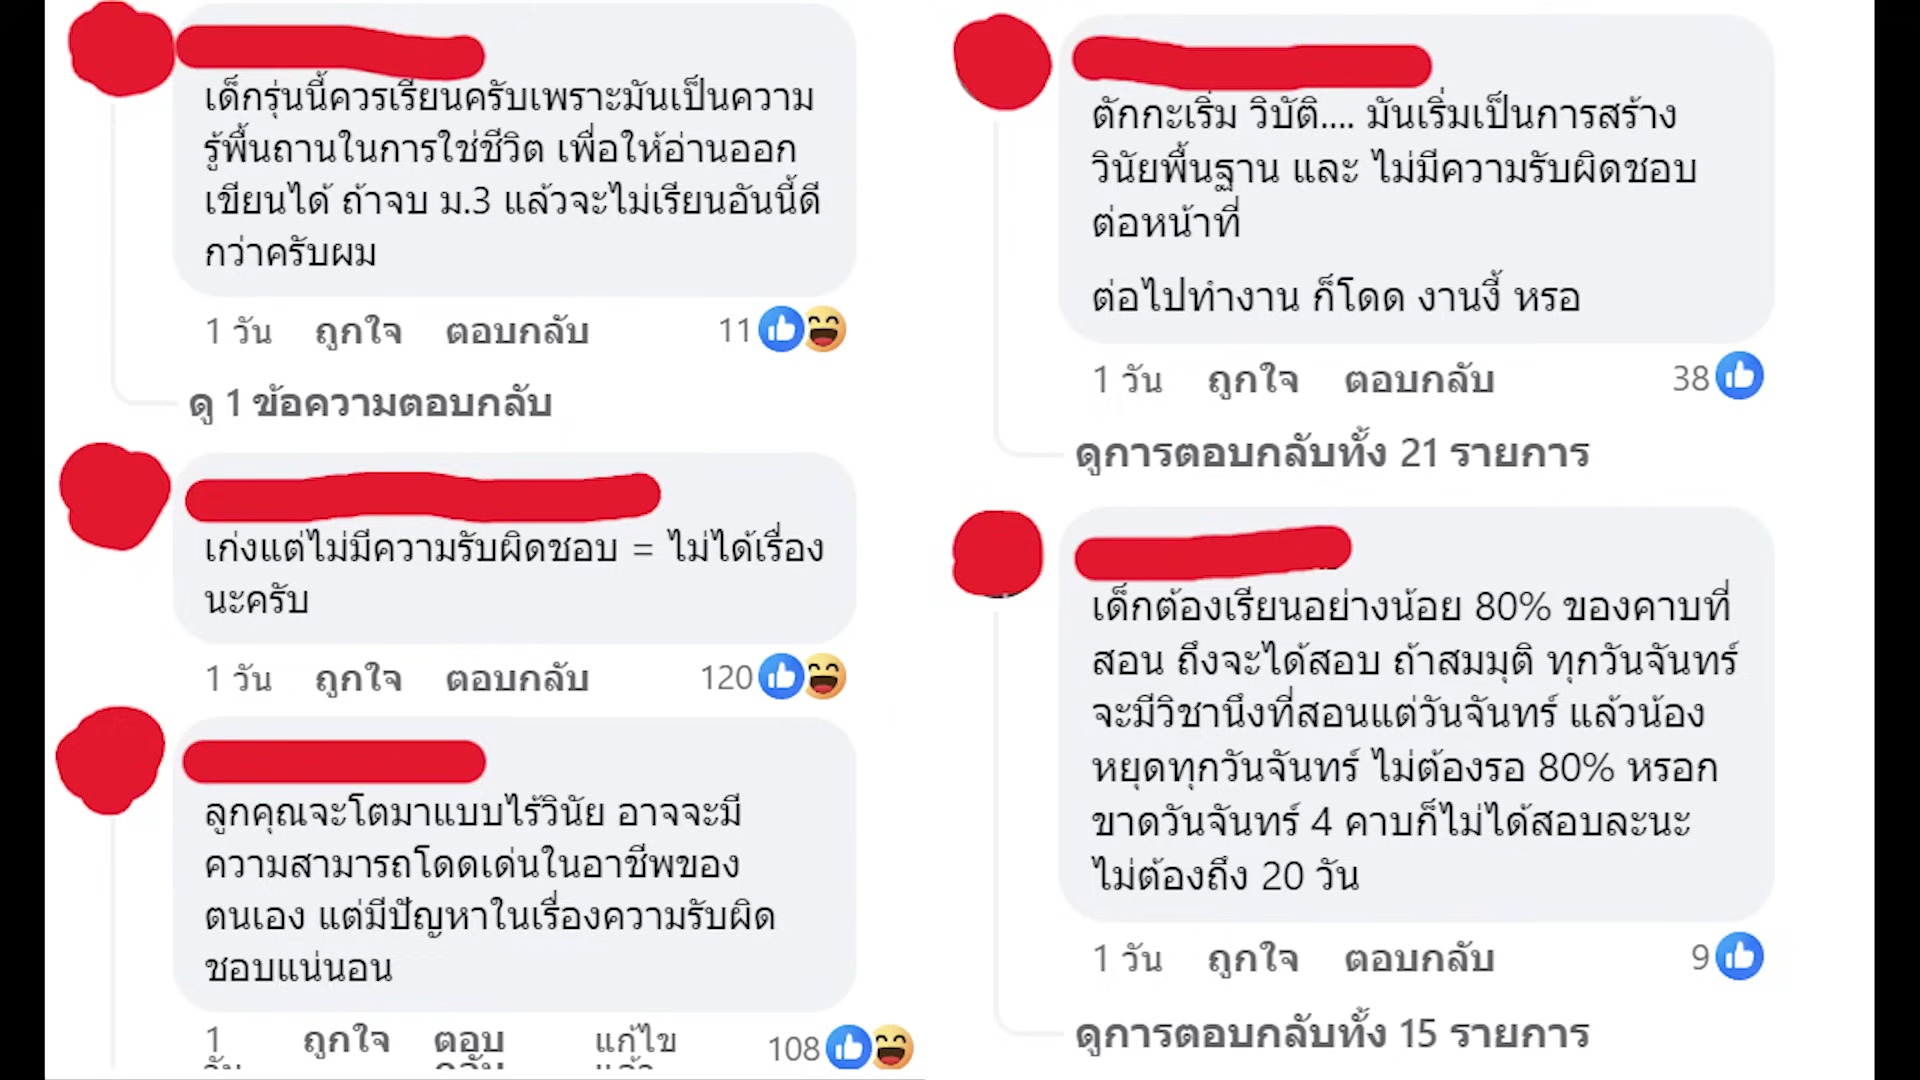 เด็กรุ่นนี้ควรเรียนครับเพราะมันเป็นความ
รู้พื้นถานในการใช่ชีวิต เพื่อให้อ่านออก
เขียนได้ ถ้าจบ ม.3 แล้วจะไม่เรียนอันนี้ดี
กว่าครับผม
1 วัน ถูกใจ ตอบกลับ 11
ดู 1 ข้อความตอบกลับ
เก่งแต่ไม่มีความรับผิดชอบ = ไม่ได้เรื่อง
นะครับ
1 วัน ถูกใจ ตอบกลับ 120
ลูกคุณจะโตมาแบบไร้วินัย อาจจะมี
ความสามารถโดดเด่นในอาชีพของ
ตนเอง แต่มีปัญหาในเรื่องความรับผิด
ชอบแน่นอน
1 ถูกใจ ตอบ แก้ไข 108
วัน กลับ แล้ว
ตักกะเริ่ม วิบัติ.... มันเริ่มเป็นการสร้าง
วินัยพื้นฐาน และ ไม่มีความรับผิดชอบ
ต่อหน้าที่
ต่อไปทำงาน ก็โดด งานงี้ หรอ
1 วัน ถูกใจ ตอบกลับ 38
ดูการตอบกลับทั้ง 21 รายการ
เด็กต้องเรียนอย่างน้อย 80% ของคาบที่
สอน ถึงจะได้สอบ ถ้าสมมุติ ทุกวันจันทร์
จะมีวิชานึงที่สอนแต่วันจันทร์ แล้วน้อง
หยุดทุกวันจันทร์ ไม่ต้องรอ 80% หรอก
ขาดวันจันทร์ 4 คาบก็ไม่ได้สอบละนะ
ไม่ต้องถึง 20 วัน
1 วัน ถูกใจ ตอบกลับ 9
ดูการตอบกลับทั้ง 15 รายการ